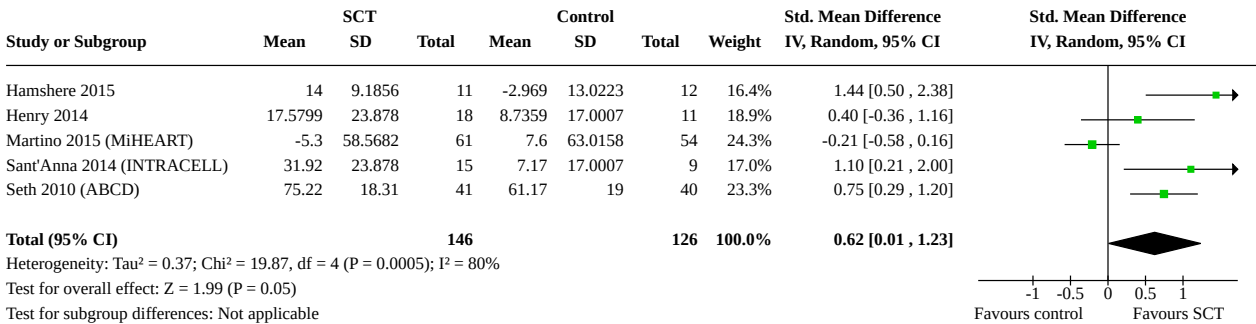 SCT Control Std. Mean Difference Std. Mean Difference
Study or Subgroup Mean SD Total Mean SD Total Weight IV, Random, 95% CI IV, Random, 95% CI
Hamshere 2015 14 9.1856 11 -2.969 13.0223 12 16.4% 1.44 [0.50 , 2.38]
Henry 2014 17.5799 23.878 18 8.7359 17.0007 11 18.9% 0.40 [-0.36 , 1.16]
Martino 2015 (MiHEART) -5.3 58.5682 61 7.6 63.0158 54 24.3% -0.21 [-0.58 , 0.16]
Sant'Anna 2014 (INTRACELL) 31.92 23.878 15 7.17 17.0007 9 17.0% 1.10 [0.21 , 2.00]
Seth 2010 (ABCD) 75.22 18.31 41 61.17 19 40 23.3% 0.75 [0.29 , 1.20]
Total (95% CI) 146 126 100.0% 0.62 [0.01 , 1.23]
Heterogeneity: Tau² = 0.37; Chi² = 19.87, df = 4 (P = 0.0005); I² = 80%
Test for overall effect: Z = 1.99 (P = 0.05) -1 -0.5 0 0.5 1
Test for subgroup differences: Not applicable Favours control Favours SCT